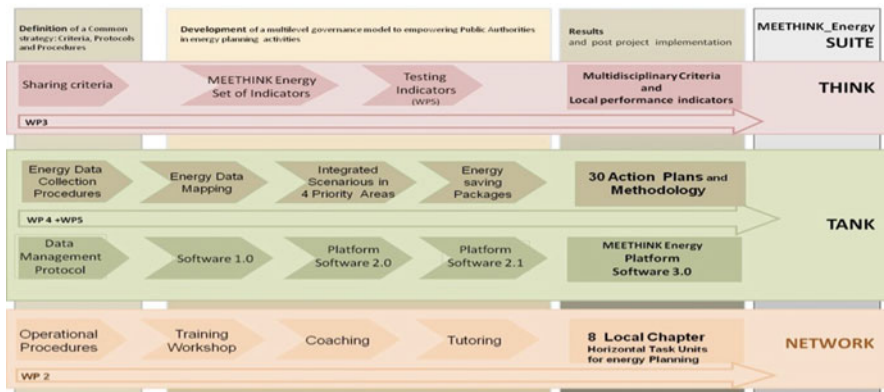 Definition of a Common
strategy: Criteria, Protocols
and Procedures
Development of a multilevel governance model to empowering Public Authorities
in energy planning activities
Results
and post project implementation
MEETHINK_Energy
SUITE
Sharing criteria
MEETHINK Energy
Set of Indicators
Testing
Indicators
(WP5)
Multidisciplinary Criteria
and
Local performance indicators
THINK
WP3
Energy Data
Collection
Procedures
Energy Data
Mapping
Integrated
Scenarious in
4 Priority Areas
Energy
saving
Packages
30 Action Plans and
Methodology
WP 4 +WP5
TANK
Data
Management
Protocol
Software 1.0
Platform
Software 2.0
Platform
Software 2.1
MEETHINK Energy
Platform
Software 3.0
Operational
Procedures
Training
Workshop
Coaching
Tutoring
8 Local Chapter
Horizontal Task Units
for energy Planning
NETWORK
WP 2